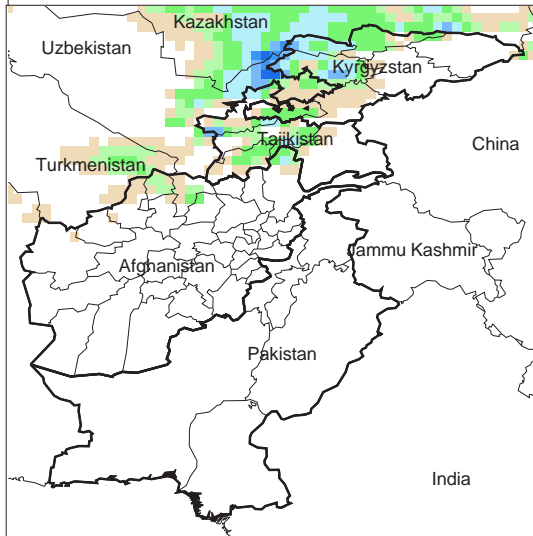 Kazakhstan
Uzbekistan
Kyrgyzstan
Tajikistan
China
Turkmenistan
Jammu Kashmir
Afghanistan
Pakistan
India